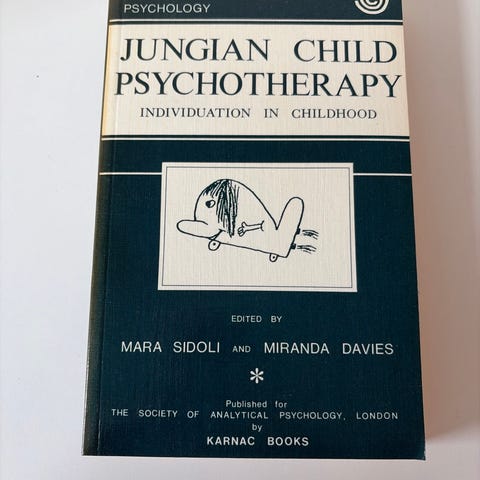 PSYCHOLOGY
JUNGIAN CHILD
PSYCHOTHERAPY
INDIVIDUATION IN CHILDHOOD
EDITED BY
MARA SIDOLI AND MIRANDA DAVIES
*
Published for
THE SOCIETY OF ANALYTICAL PSYCHOLOGY, LONDON
by
KARNAC BOOKS